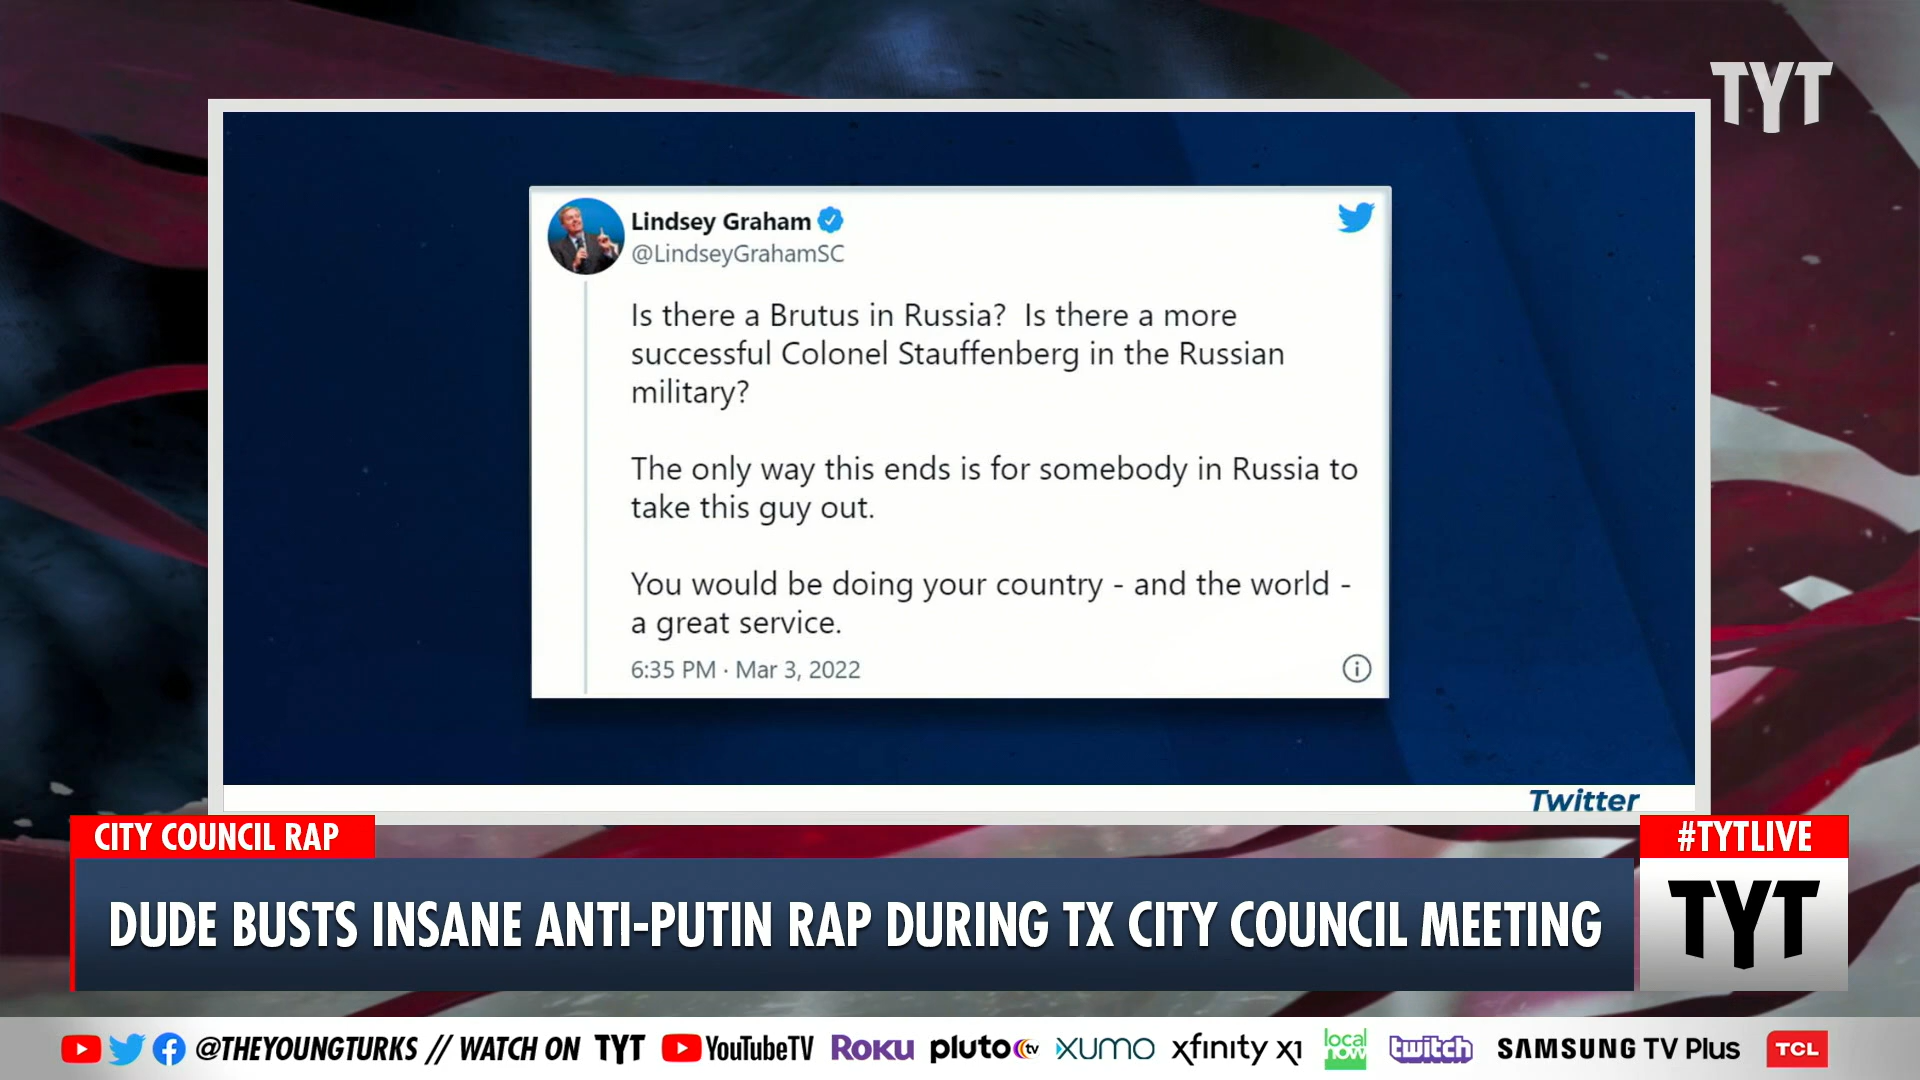 TYT
Lindsey Graham
@LindseyGrahamSC
Is there a Brutus in Russia?  Is there a more
successful Colonel Stauffenberg in the Russian
military?
The only way this ends is for somebody in Russia to
take this guy out.
You would be doing your country - and the world -
a great service.
6:35 PM · Mar 3, 2022
Twitter
CITY COUNCIL RAP
#TYTLIVE
DUDE BUSTS INSANE ANTI-PUTIN RAP DURING TX CITY COUNCIL MEETING
TYT
@THEYOUNGTURKS // WATCH ON TYT YouTubeTV ROKU pluto tv XUMO xfinity x1 local now twitch SAMSUNG TV Plus TCL